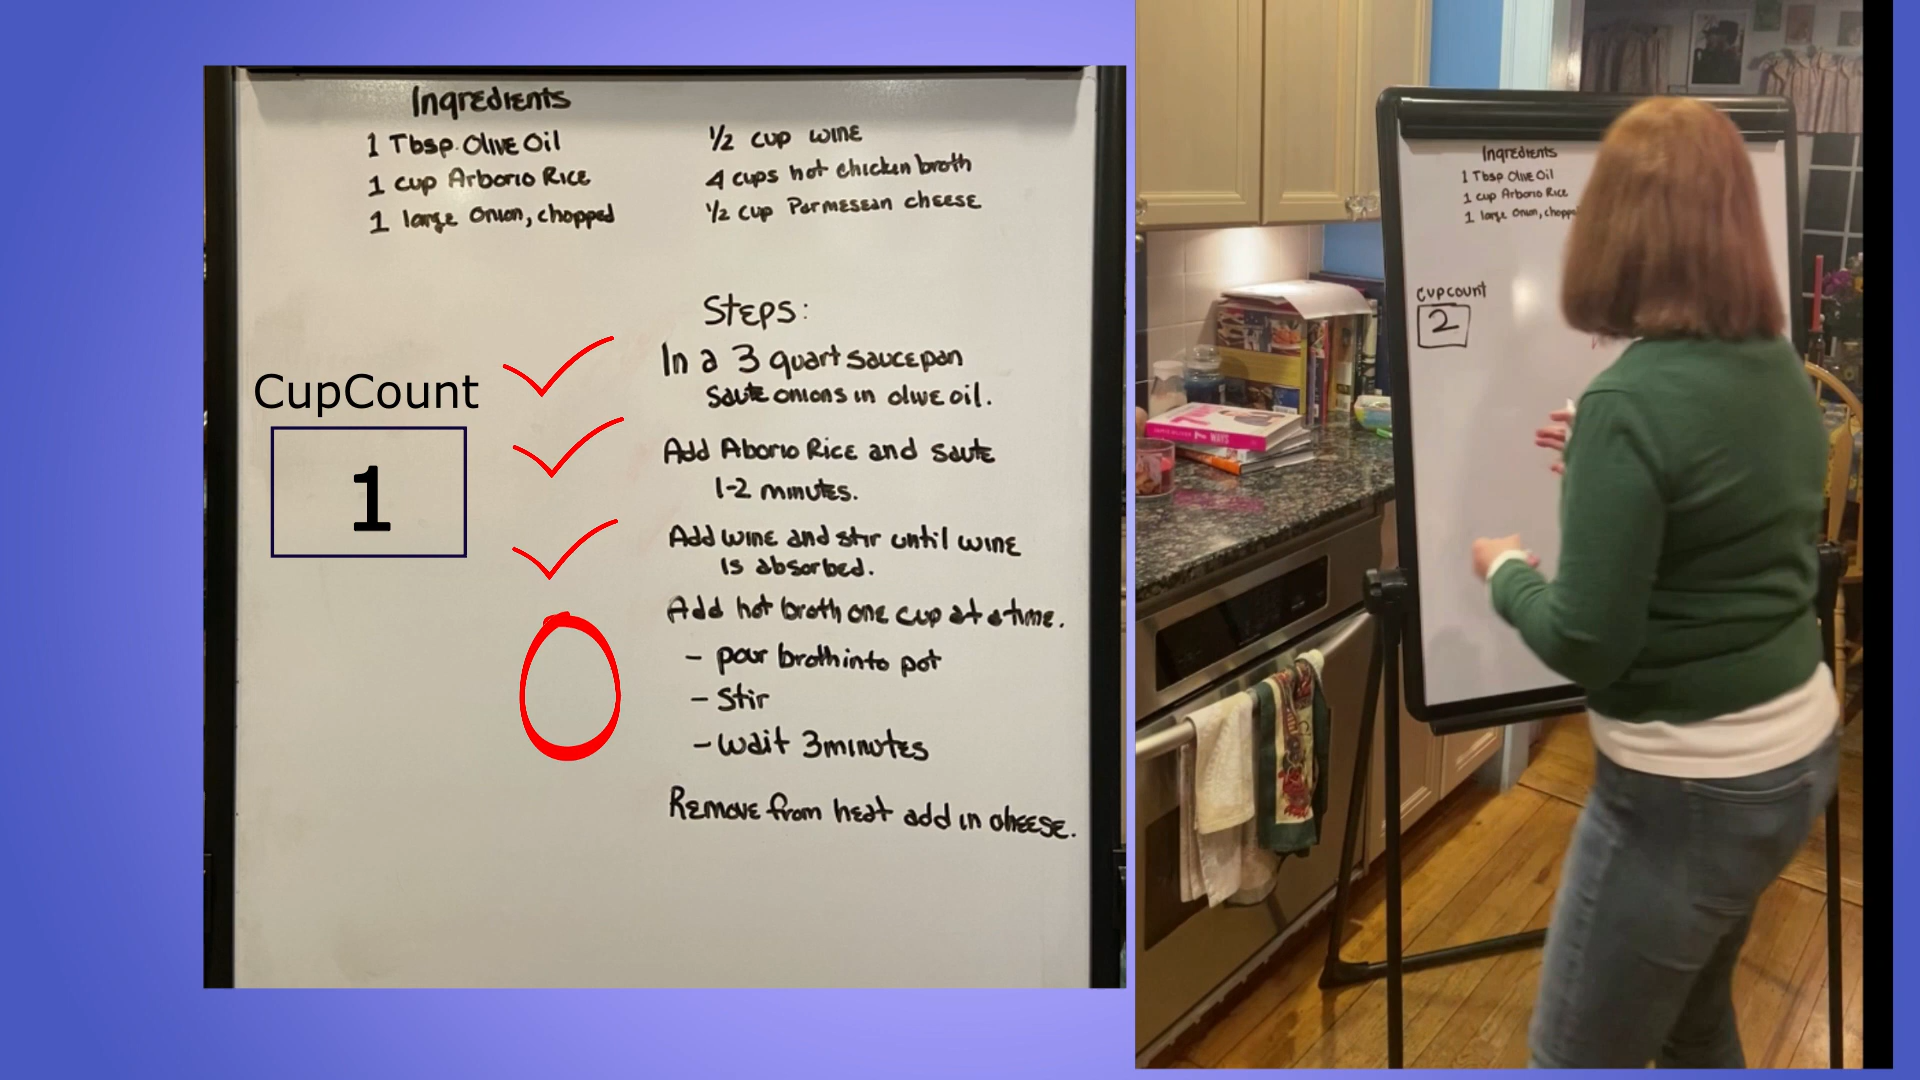 Ingredients
1 Tbsp. Olive Oil
1 cup Arborio Rice
1 large Onion, chopped
1/2 cup wine
4 cups hot chicken broth
1/2 cup Parmesean cheese
Steps:
In a 3 quart saucepan
saute onions in olive oil.
Add Aborio Rice and saute
1-2 minutes.
Add wine and stir until wine
is absorbed.
Add hot broth one cup at a time.
- pour broth into pot
- Stir
- wait 3 minutes
Remove from heat add in cheese.
CupCount
1
Ingredients
1 Tbsp Olive Oil
1 cup Arborio Rice
1 large Onion, chopped
Cupcount
2